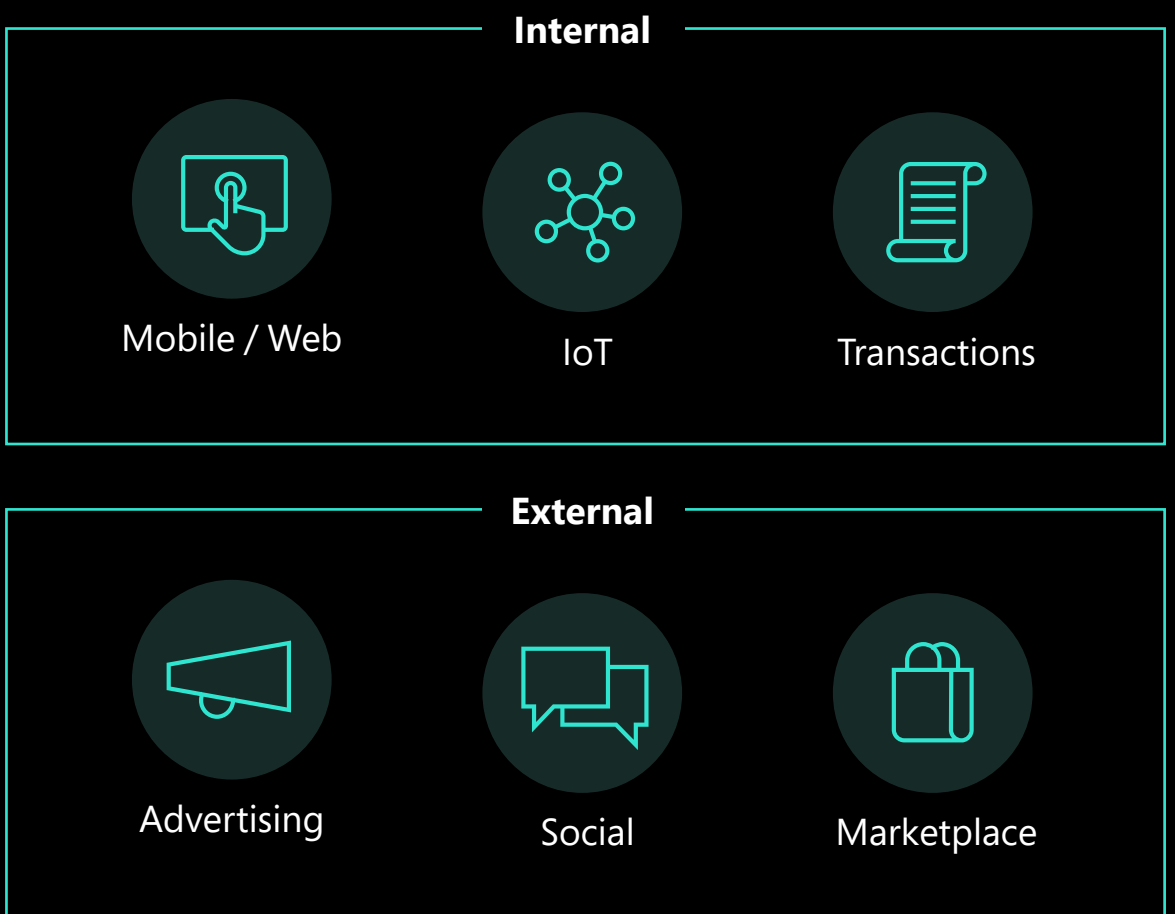 Internal
Mobile / Web
IoT
Transactions
External
Advertising
Social
Marketplace